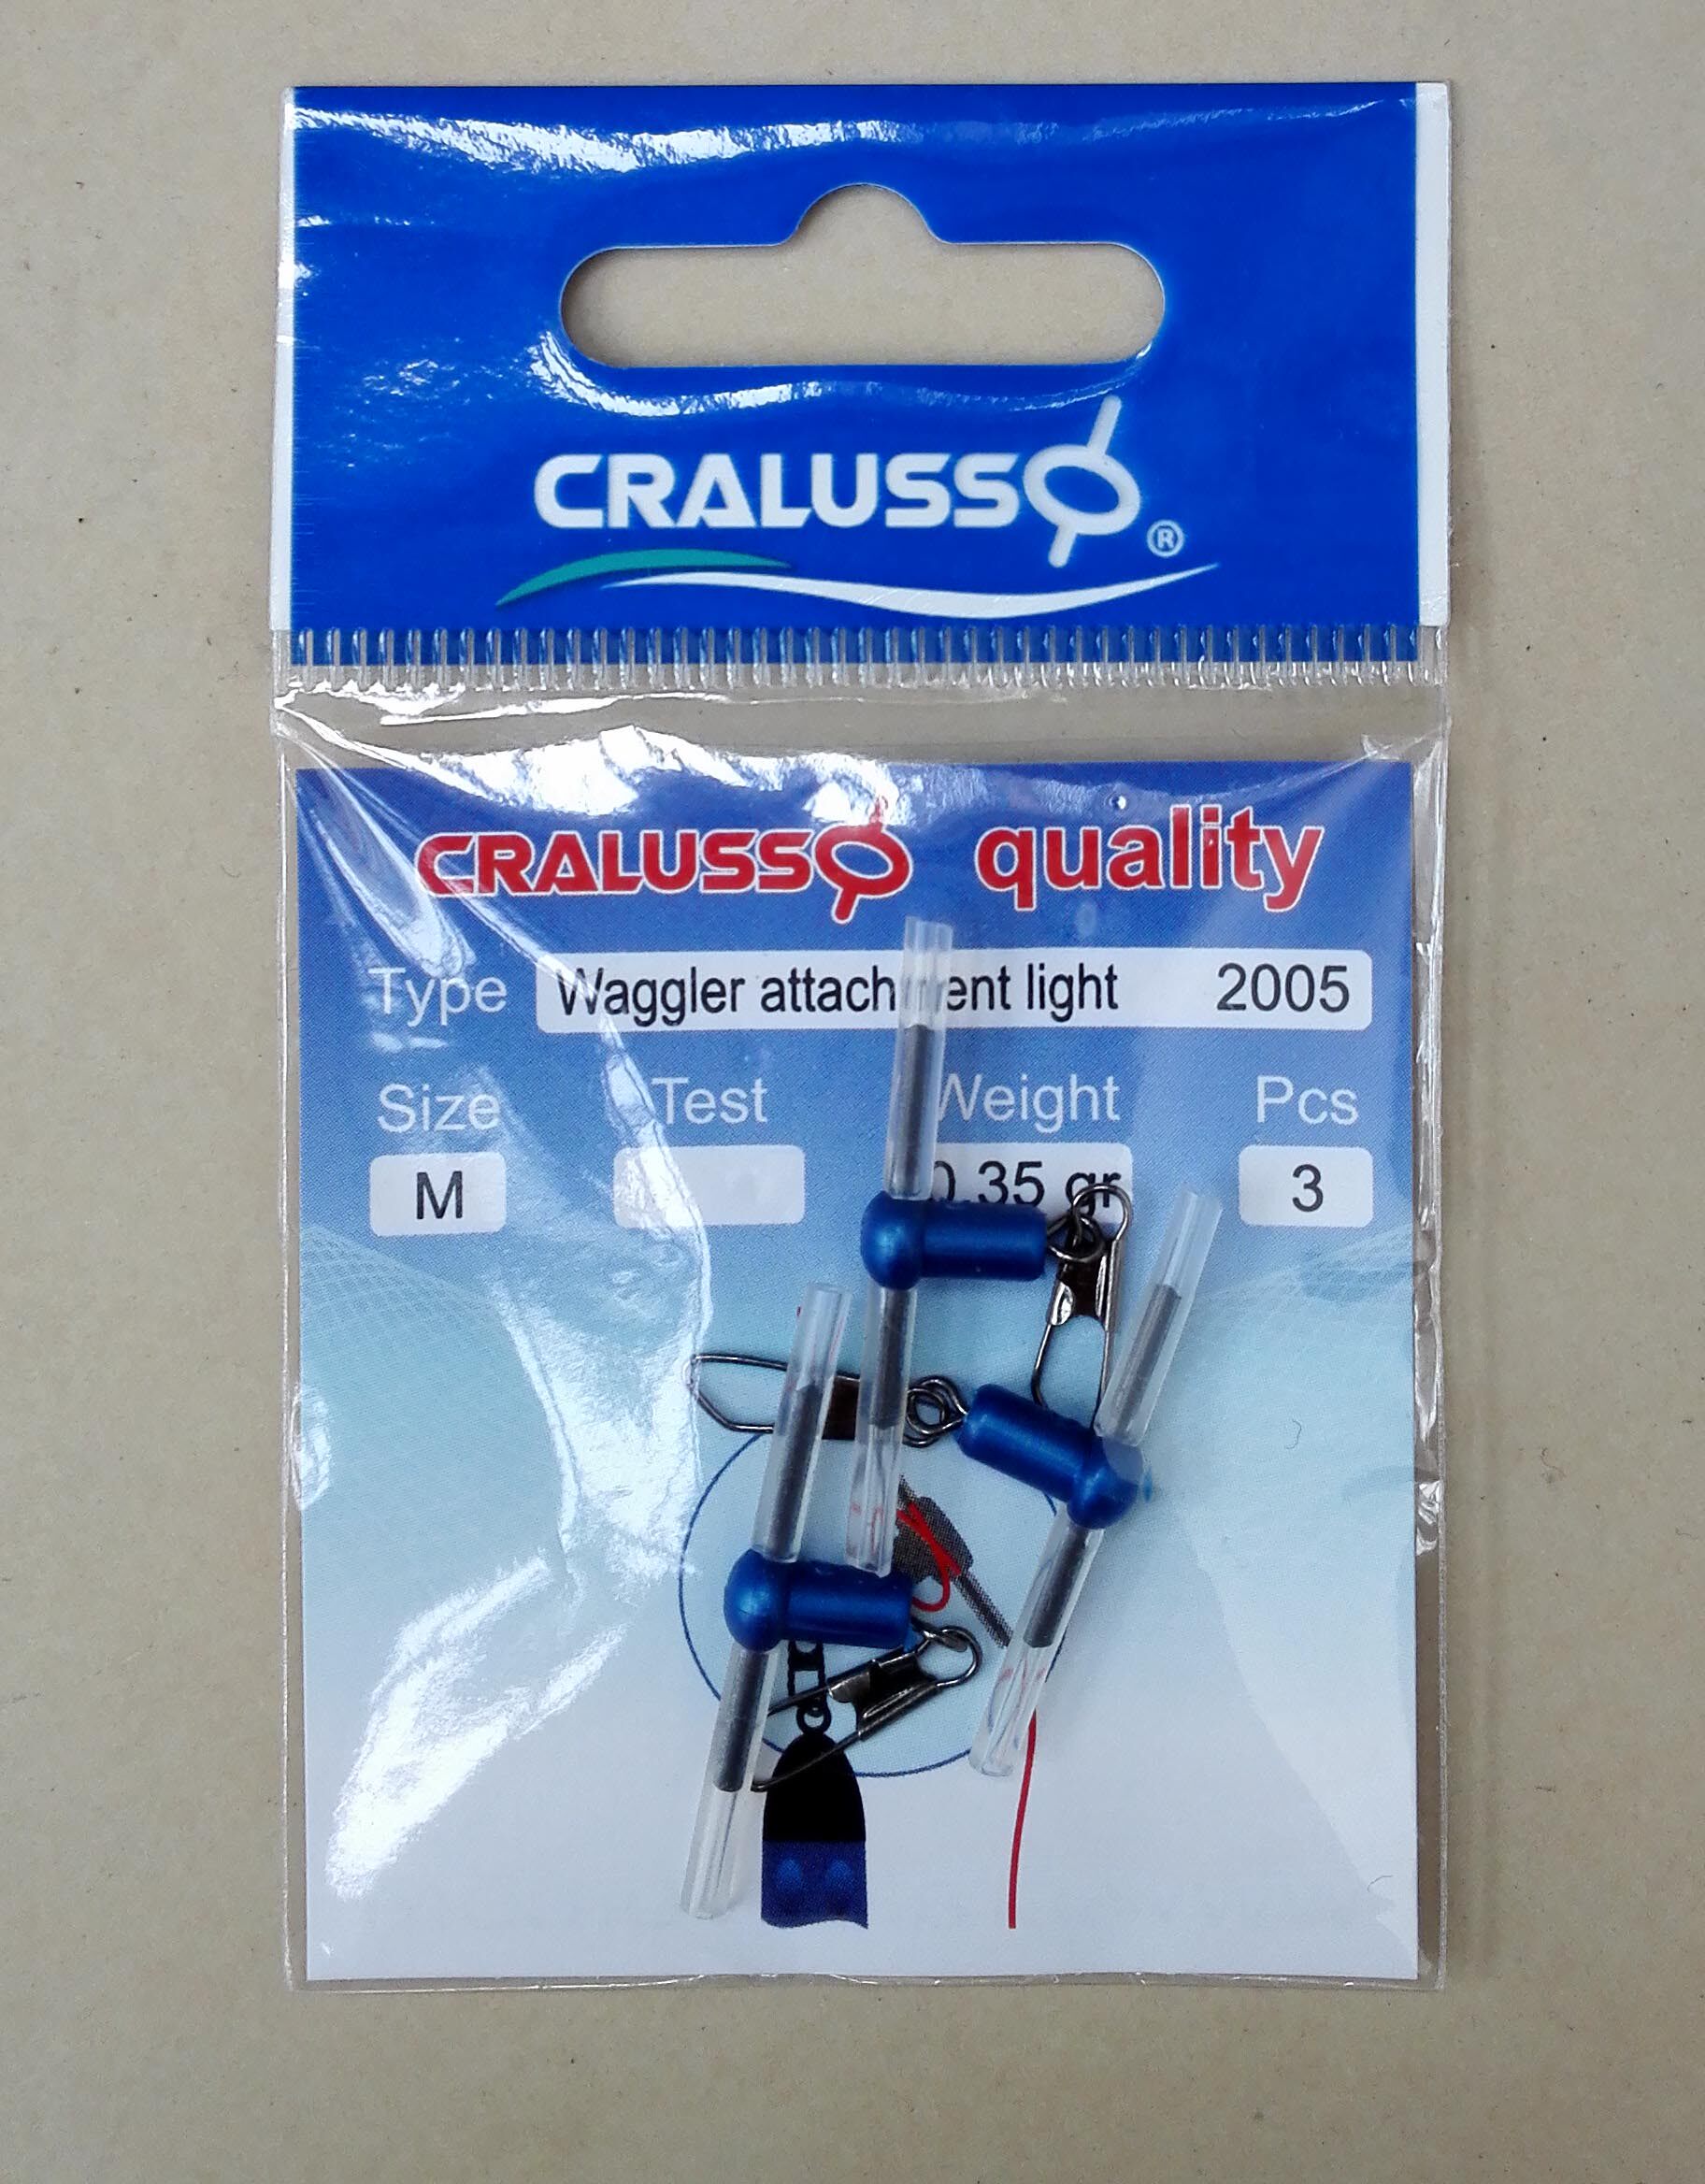 CRALUSSO®
CRALUSSO quality
Type Waggler attachment light 2005
Size Test Weight Pcs
M 0.35 gr 3